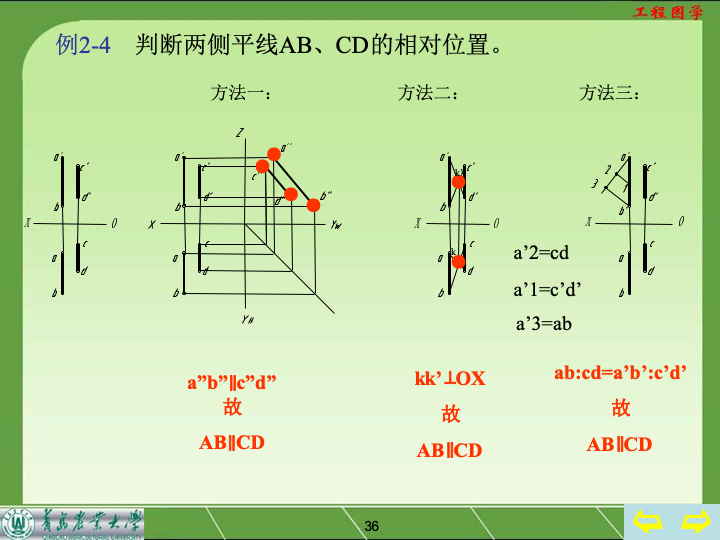 工程图学
例2-4 判断两侧平线AB、CD的相对位置。
方法一：
方法二：
方法三：
Z
a' a' a'' a' a'
c' c' c'' c' 2 c'
k' 3 1
d' d' d'' b'' d' d'
b' b' b' b'
X O X YW X O X O
c c c c
a a a k a
d d d d
b b b b
YH
a'2=cd
a'1=c'd'
a'3=ab
a”b”∥c”d”
故
AB∥CD
kk’⊥OX
故
AB∥CD
ab:cd=a’b’:c’d’
故
AB∥CD
青岛农业大学
36